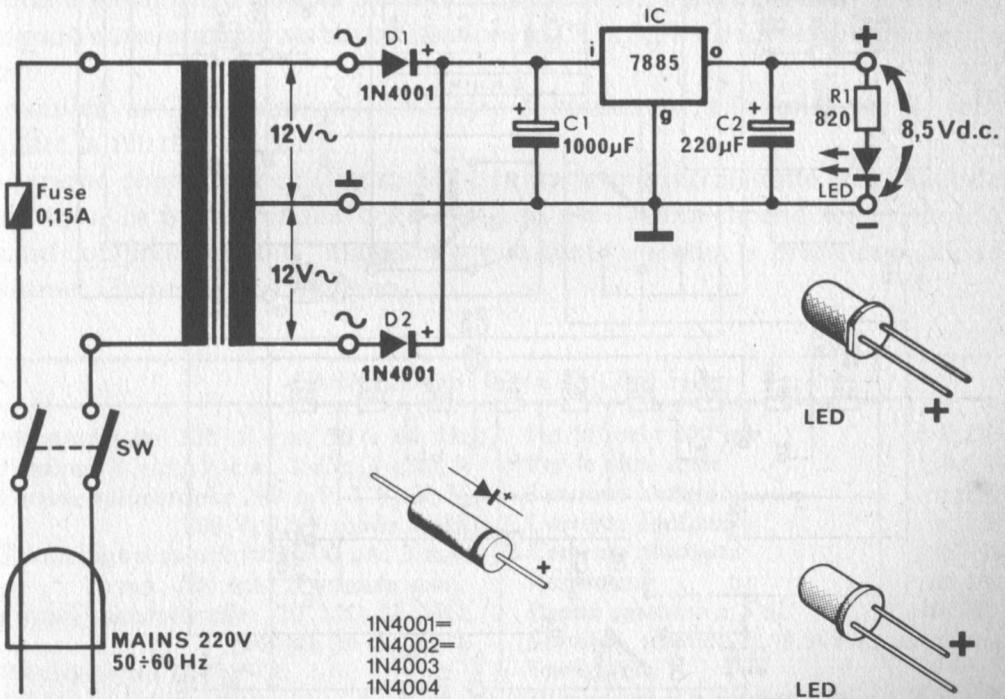 IC
D1
+
i
7885
o
+
1N4001
g
R1
820
12V~
+
C1
1000µF
+
C2
220µF
8,5Vd.c.
LED
Fuse
0,15A
12V~
D2
+
1N4001
LED
+
SW
+
MAINS 220V
50÷60 Hz
1N4001=
1N4002=
1N4003
1N4004
+
LED